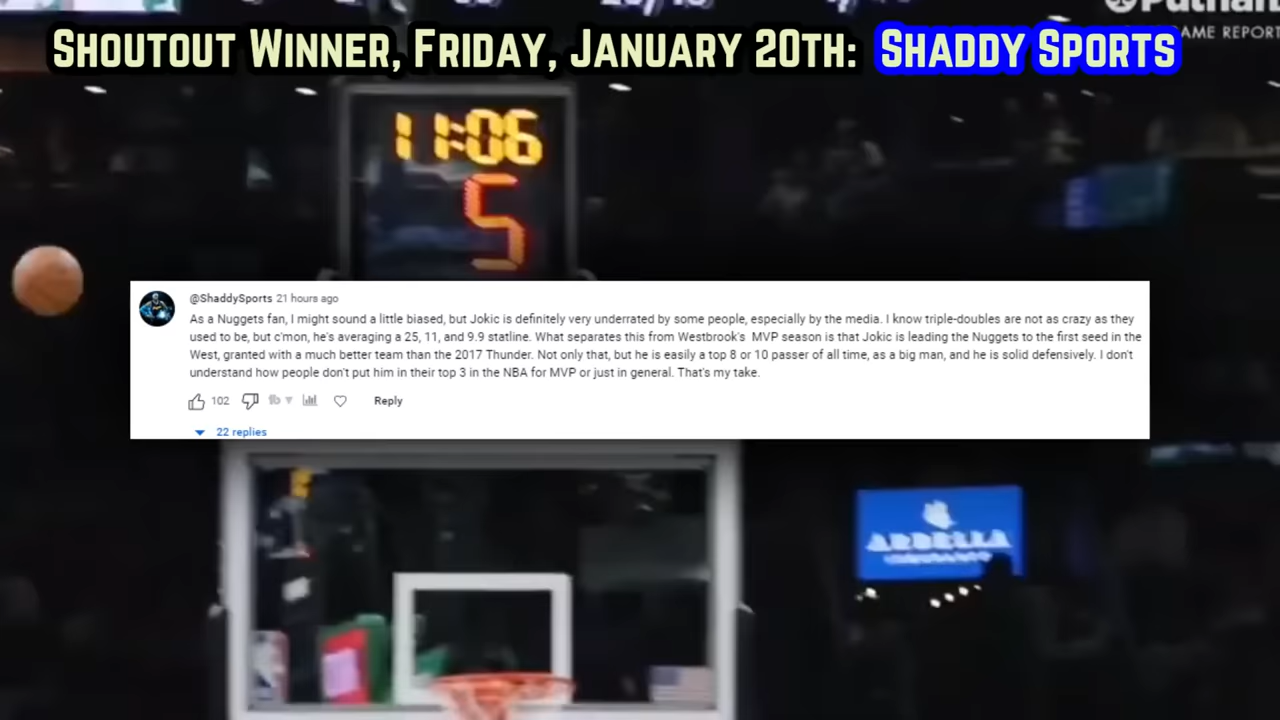 SHOUTOUT WINNER, FRIDAY, JANUARY 20TH: SHADDY SPORTS
AME REPORT
11:06
5
@ShaddySports 21 hours ago
As a Nuggets fan, I might sound a little biased, but Jokic is definitely very underrated by some people, especially by the media. I know triple-doubles are not as crazy as they
used to be, but c'mon, he's averaging a 25, 11, and 9.9 statline. What separates this from Westbrook's MVP season is that Jokic is leading the Nuggets to the first seed in the
West, granted with a much better team than the 2017 Thunder. Not only that, but he is easily a top 8 or 10 passer of all time, as a big man, and he is solid defensively. I don't
understand how people don't put him in their top 3 in the NBA for MVP or just in general. That's my take.
102 Reply
22 replies
ARBELLA
INSURANCE